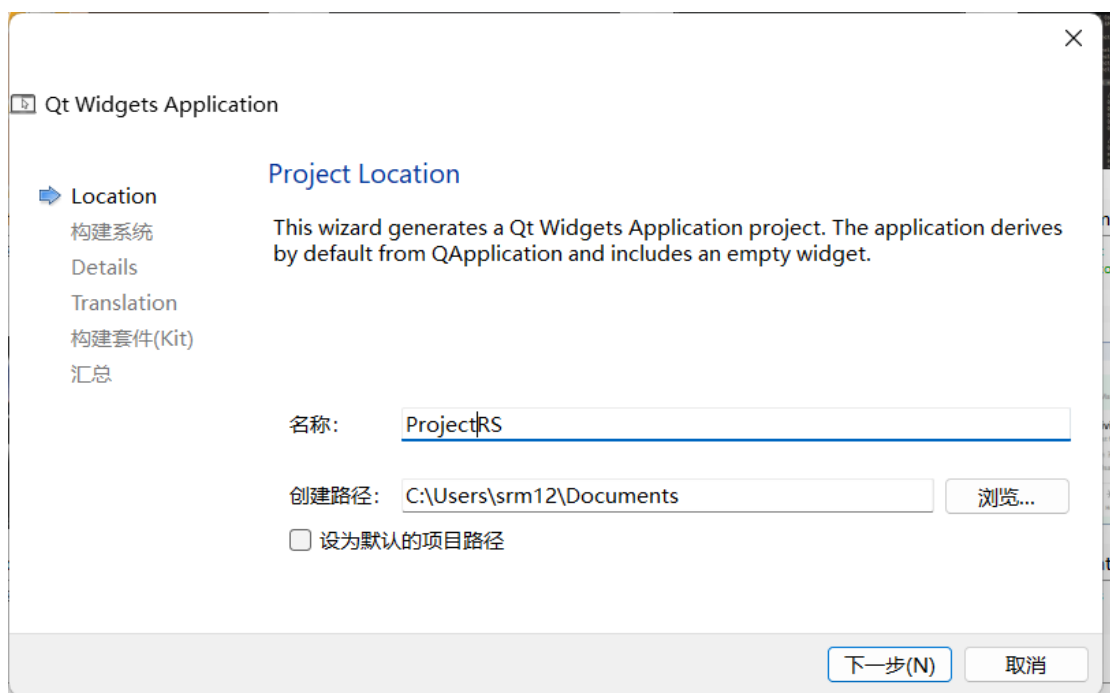 Qt Widgets Application
Location
构建系统
Details
Translation
构建套件(Kit)
汇总
Project Location
This wizard generates a Qt Widgets Application project. The application derives
by default from QApplication and includes an empty widget.
名称: ProjectRS
创建路径: C:\Users\srm12\Documents 浏览...
设为默认的项目路径
下一步(N) 取消